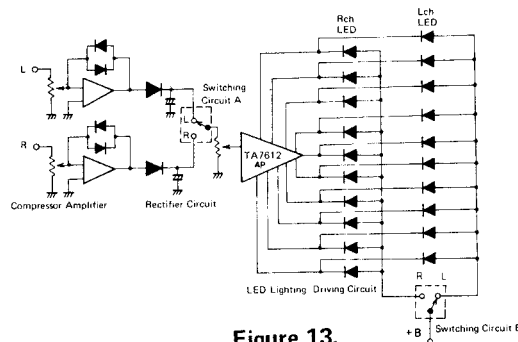 Rch
LED
Lch
LED
L
Switching
Circuit A
L
R
R
TA7612
AP
Compressor Amplifier
Rectifier Circuit
LED Lighting Driving Circuit
R L
+B
Switching Circuit B
Figure 13.